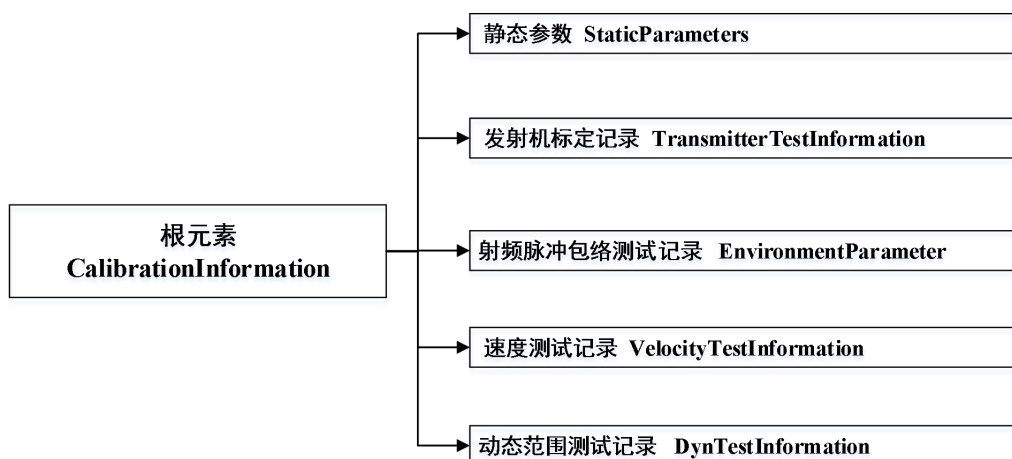 静态参数 StaticParameters
发射机标定记录 TransmitterTestInformation
根元素
CalibrationInformation
射频脉冲包络测试记录 EnvironmentParameter
速度测试记录 VelocityTestInformation
动态范围测试记录 DynTestInformation